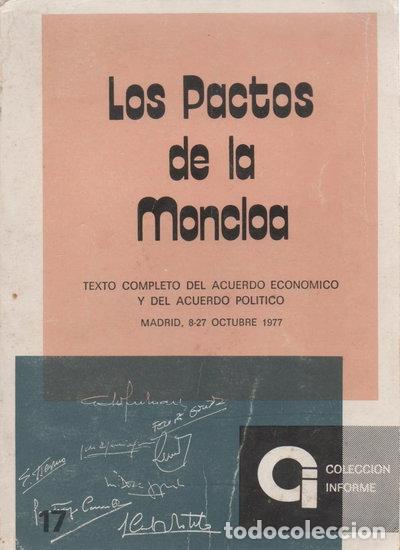 Los Pactos
de la
Moncloa
TEXTO COMPLETO DEL ACUERDO ECONOMICO
Y DEL ACUERDO POLITICO
MADRID, 8-27 OCTUBRE 1977
COLECCION
INFORME
17
todocoleccion